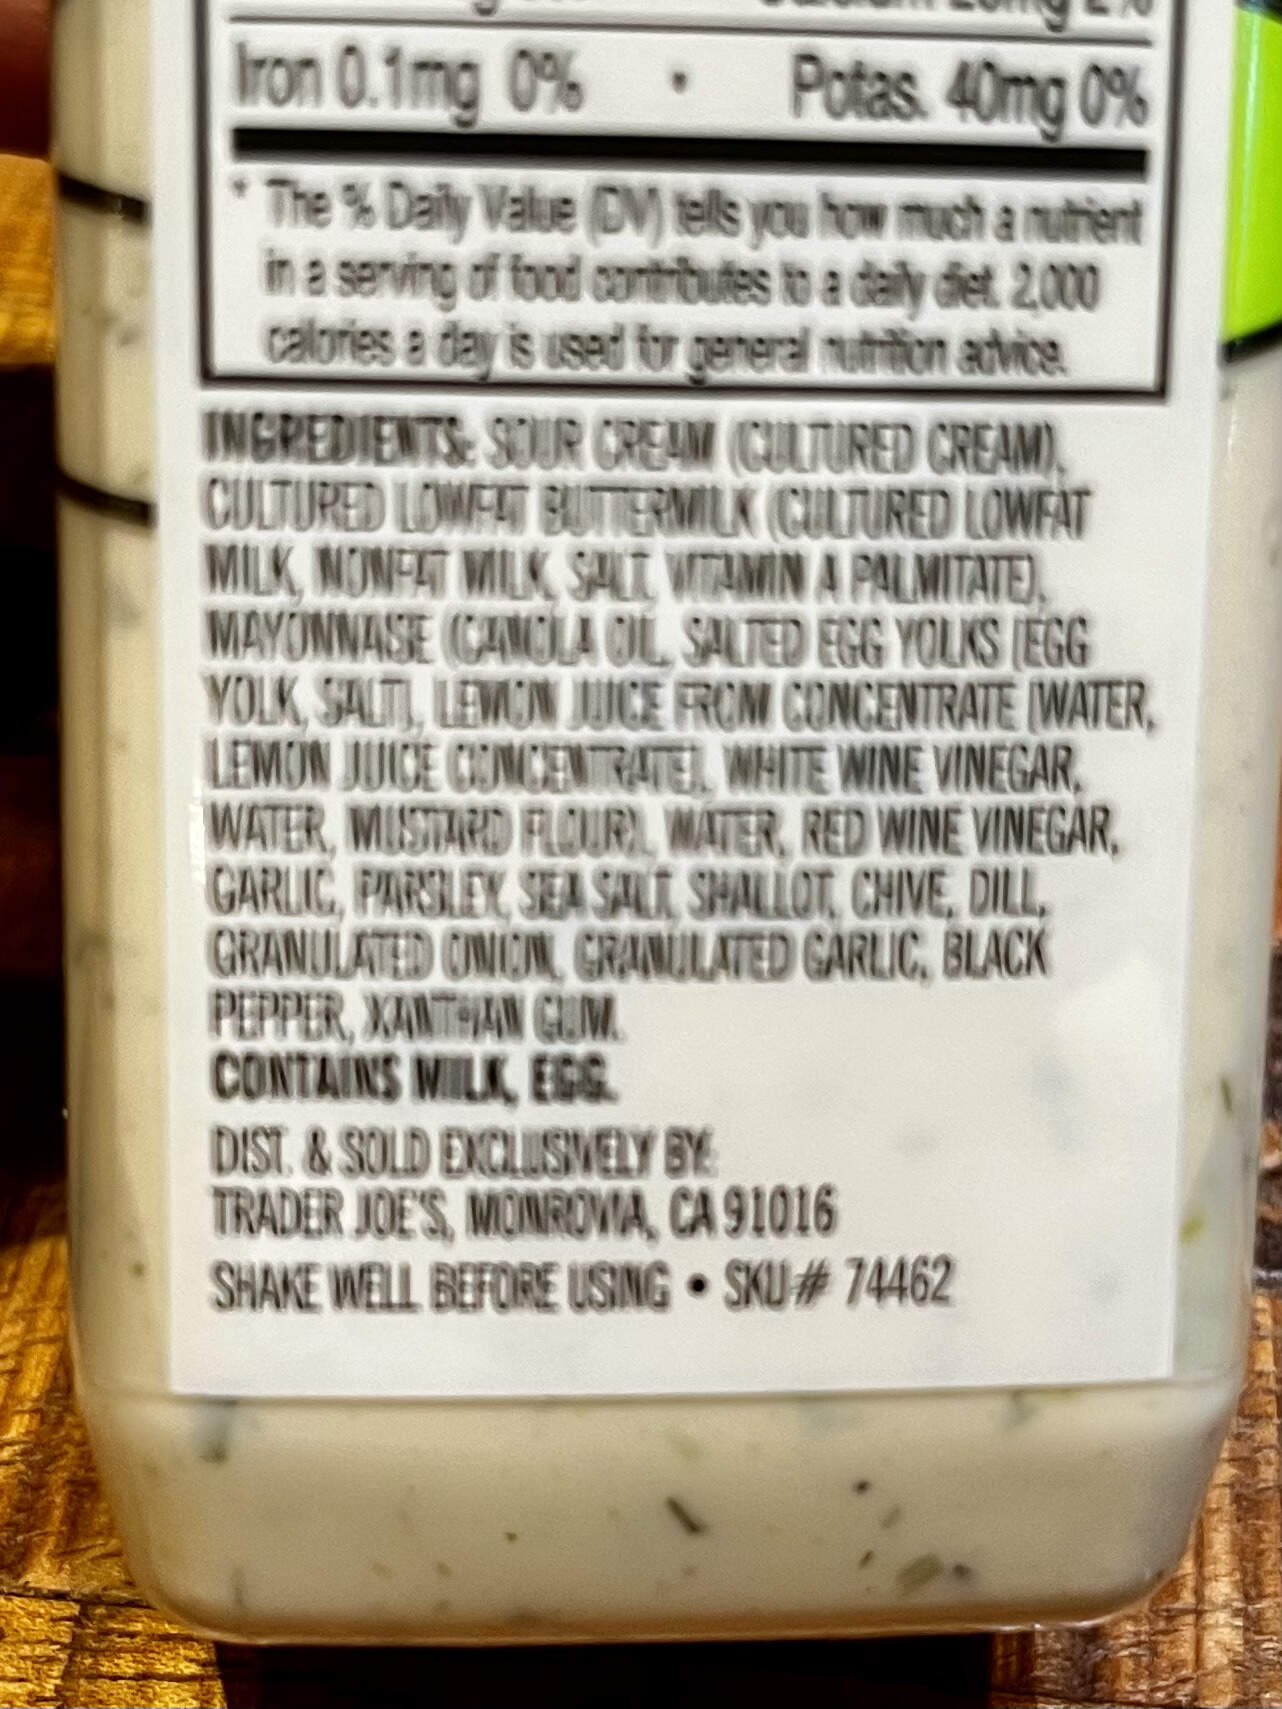 Iron 0.1mg 0% • Potas. 40mg 0%
* The % Daily Value (DV) tells you how much a nutrient
in a serving of food contributes to a daily diet. 2,000
calories a day is used for general nutrition advice.
INGREDIENTS: SOUR CREAM (CULTURED CREAM),
CULTURED LOWFAT BUTTERMILK (CULTURED LOWFAT
MILK, NONFAT MILK, SALT, VITAMIN A PALMITATE),
MAYONNAISE (CANOLA OIL, SALTED EGG YOLKS [EGG
YOLK, SALT], LEMON JUICE FROM CONCENTRATE [WATER,
LEMON JUICE CONCENTRATE], WHITE WINE VINEGAR,
WATER, MUSTARD FLOUR), WATER, RED WINE VINEGAR,
GARLIC, PARSLEY, SEA SALT, SHALLOT, CHIVE, DILL,
GRANULATED ONION, GRANULATED GARLIC, BLACK
PEPPER, XANTHAN GUM.
CONTAINS MILK, EGG.
DIST. & SOLD EXCLUSIVELY BY:
TRADER JOE'S, MONROVIA, CA 91016
SHAKE WELL BEFORE USING • SKU# 74462